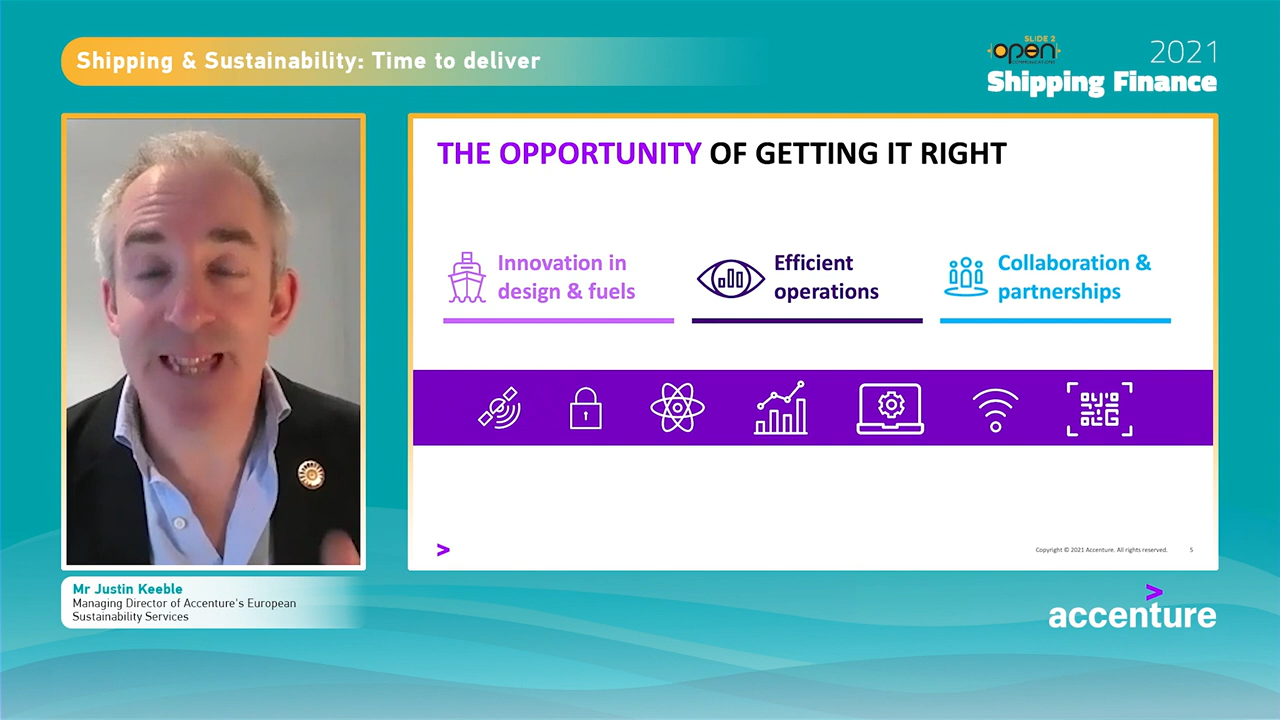 Shipping & Sustainability: Time to deliver
SLIDE 2
open
COMMUNICATIONS
2021
Shipping Finance
THE OPPORTUNITY OF GETTING IT RIGHT
Innovation in
design & fuels
Efficient
operations
Collaboration &
partnerships
>
Copyright © 2021 Accenture. All rights reserved.
5
Mr Justin Keeble
Managing Director of Accenture's European
Sustainability Services
accenture